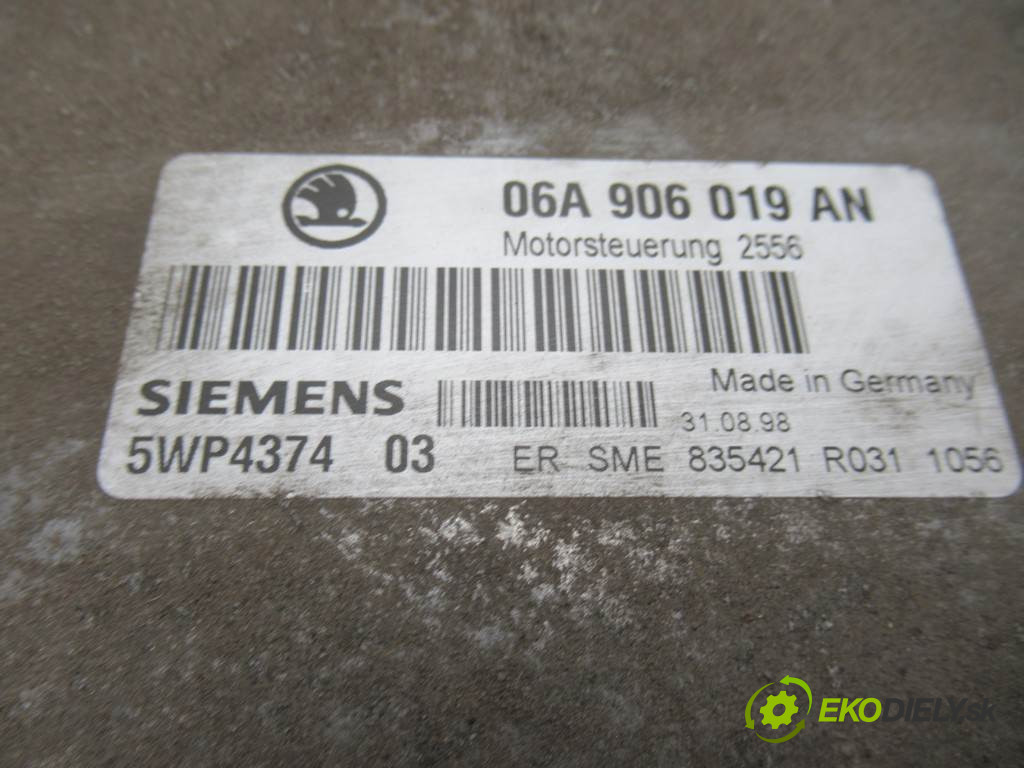 06A 906 019 AN
Motorsteuerung 2556
SIEMENS
Made in Germany
31.08.98
5WP4374 03
ER SME 835421 R031 1056
EKODIELY.sk